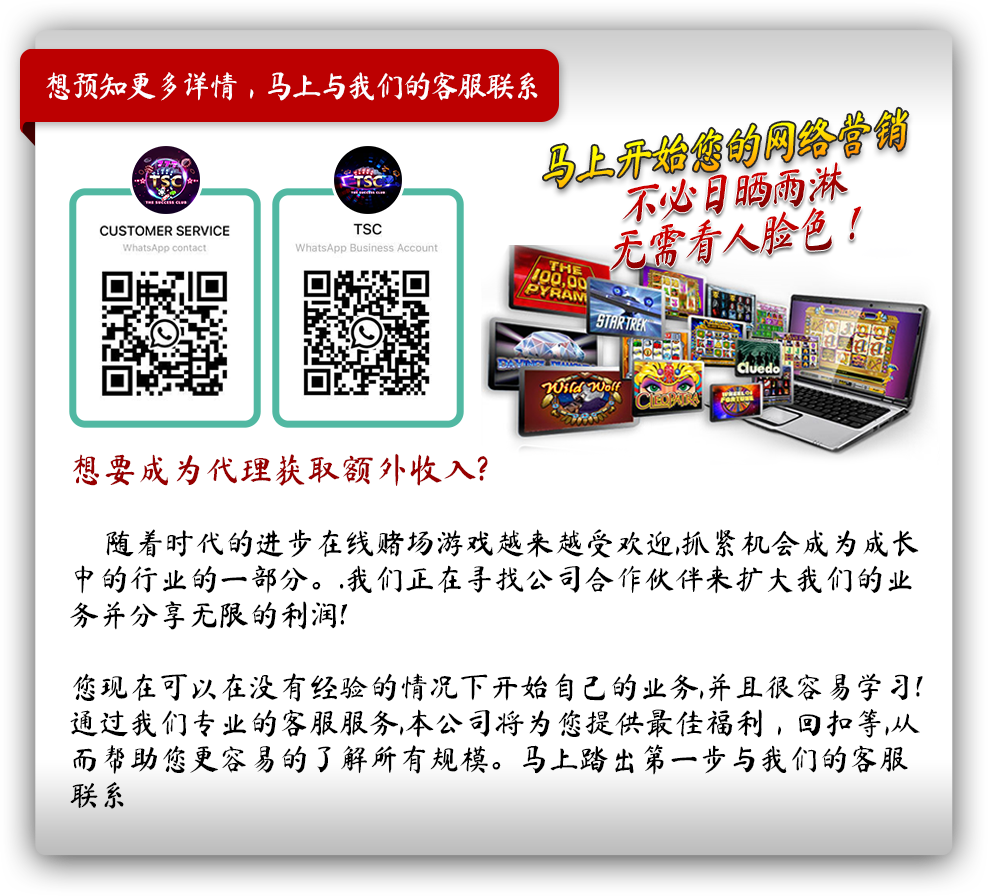 想预知更多详情，马上与我们的客服联系
马上开始您的网络营销
不必日晒雨淋
无需看人脸色！
TSC
THE SUCCESS CLUB
TSC
THE SUCCESS CLUB
CUSTOMER SERVICE
WhatsApp contact
TSC
WhatsApp Business Account
THE
100,00
PYRAM
STAR TREK
Cluedo
Wild Wolf
CLEOPATRA
WHEEL OF
FORTUNE
想要成为代理获取额外收入?
随着时代的进步在线赌场游戏越来越受欢迎,抓紧机会成为成长
中的行业的一部分。.我们正在寻找公司合作伙伴来扩大我们的业
务并分享无限的利润!
您现在可以在没有经验的情况下开始自己的业务,并且很容易学习!
通过我们专业的客服服务,本公司将为您提供最佳福利，回扣等,从
而帮助您更容易的了解所有规模。马上踏出第一步与我们的客服
联系